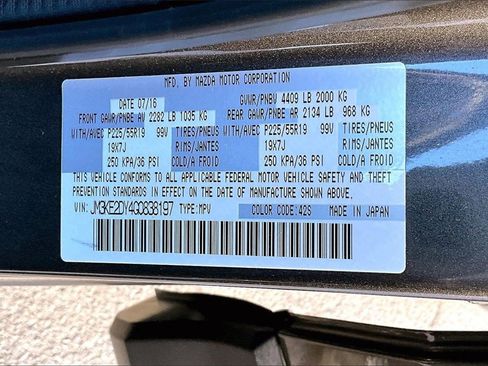 MFD. BY MAZDA MOTOR CORPORATION
DATE 07/16 GVWR/PNBV 4409 LB 2000 KG
FRONT GAWR/PNBE AV 2282 LB 1035 KG REAR GAWR/PNBE AR 2134 LB 968 KG
WITH/AVEC P225/55R19 99V TIRES/PNEUS WITH/AVEC P225/55R19 99V TIRES/PNEUS
19X7J RIMS/JANTES 19X7J RIMS/JANTES
250 KPA/36 PSI COLD/A FROID 250 KPA/36 PSI COLD/A FROID
THIS VEHICLE CONFORMS TO ALL APPLICABLE FEDERAL MOTOR VEHICLE SAFETY AND THEFT
PREVENTION STANDARDS IN EFFECT ON THE DATE OF MANUFACTURE SHOWN ABOVE.
VIN: JM3KE2DY4G0838197 TYPE:MPV COLOR CODE: 42S MADE IN JAPAN